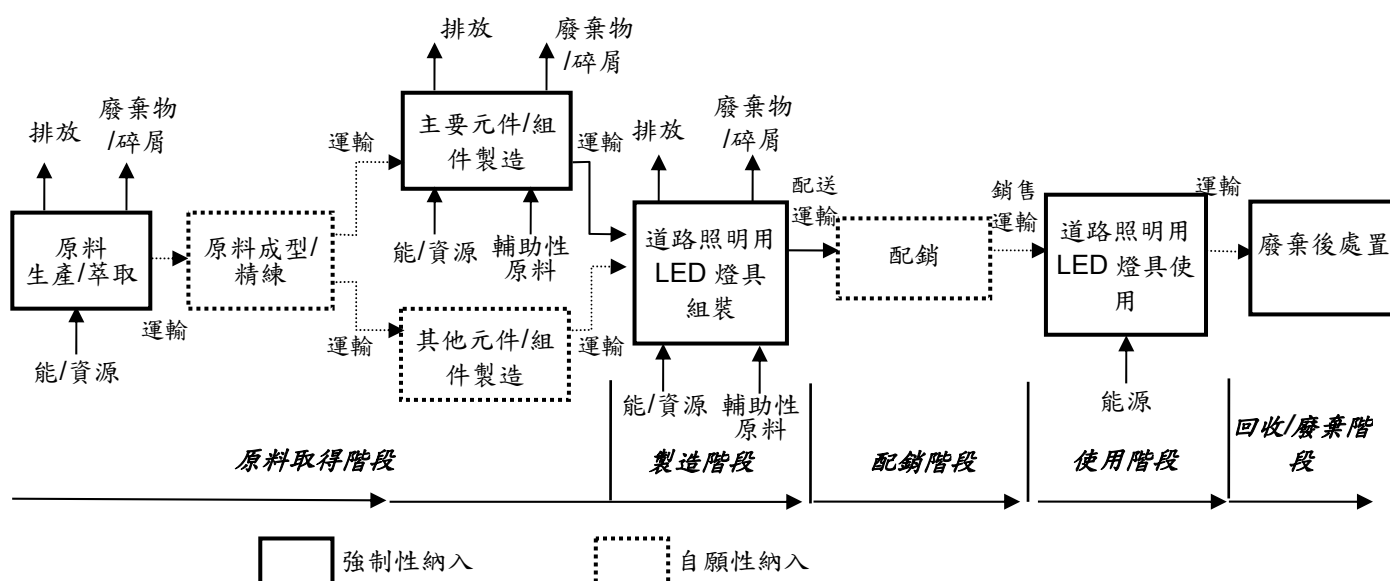 排放
廢棄物
/碎屑
原料
生產/萃取
能/資源
運輸
原料成型/
精練
運輸
運輸
排放
廢棄物
/碎屑
主要元件/組
件製造
能/資源
輔助性
原料
其他元件/組
件製造
運輸
運輸
排放
廢棄物
/碎屑
道路照明用
LED 燈具
組裝
能/資源
輔助性
原料
配送
運輸
配銷
銷售
運輸
道路照明用
LED 燈具使
用
能源
運輸
廢棄後處置
原料取得階段
製造階段
配銷階段
使用階段
回收/廢棄階
段
強制性納入
自願性納入